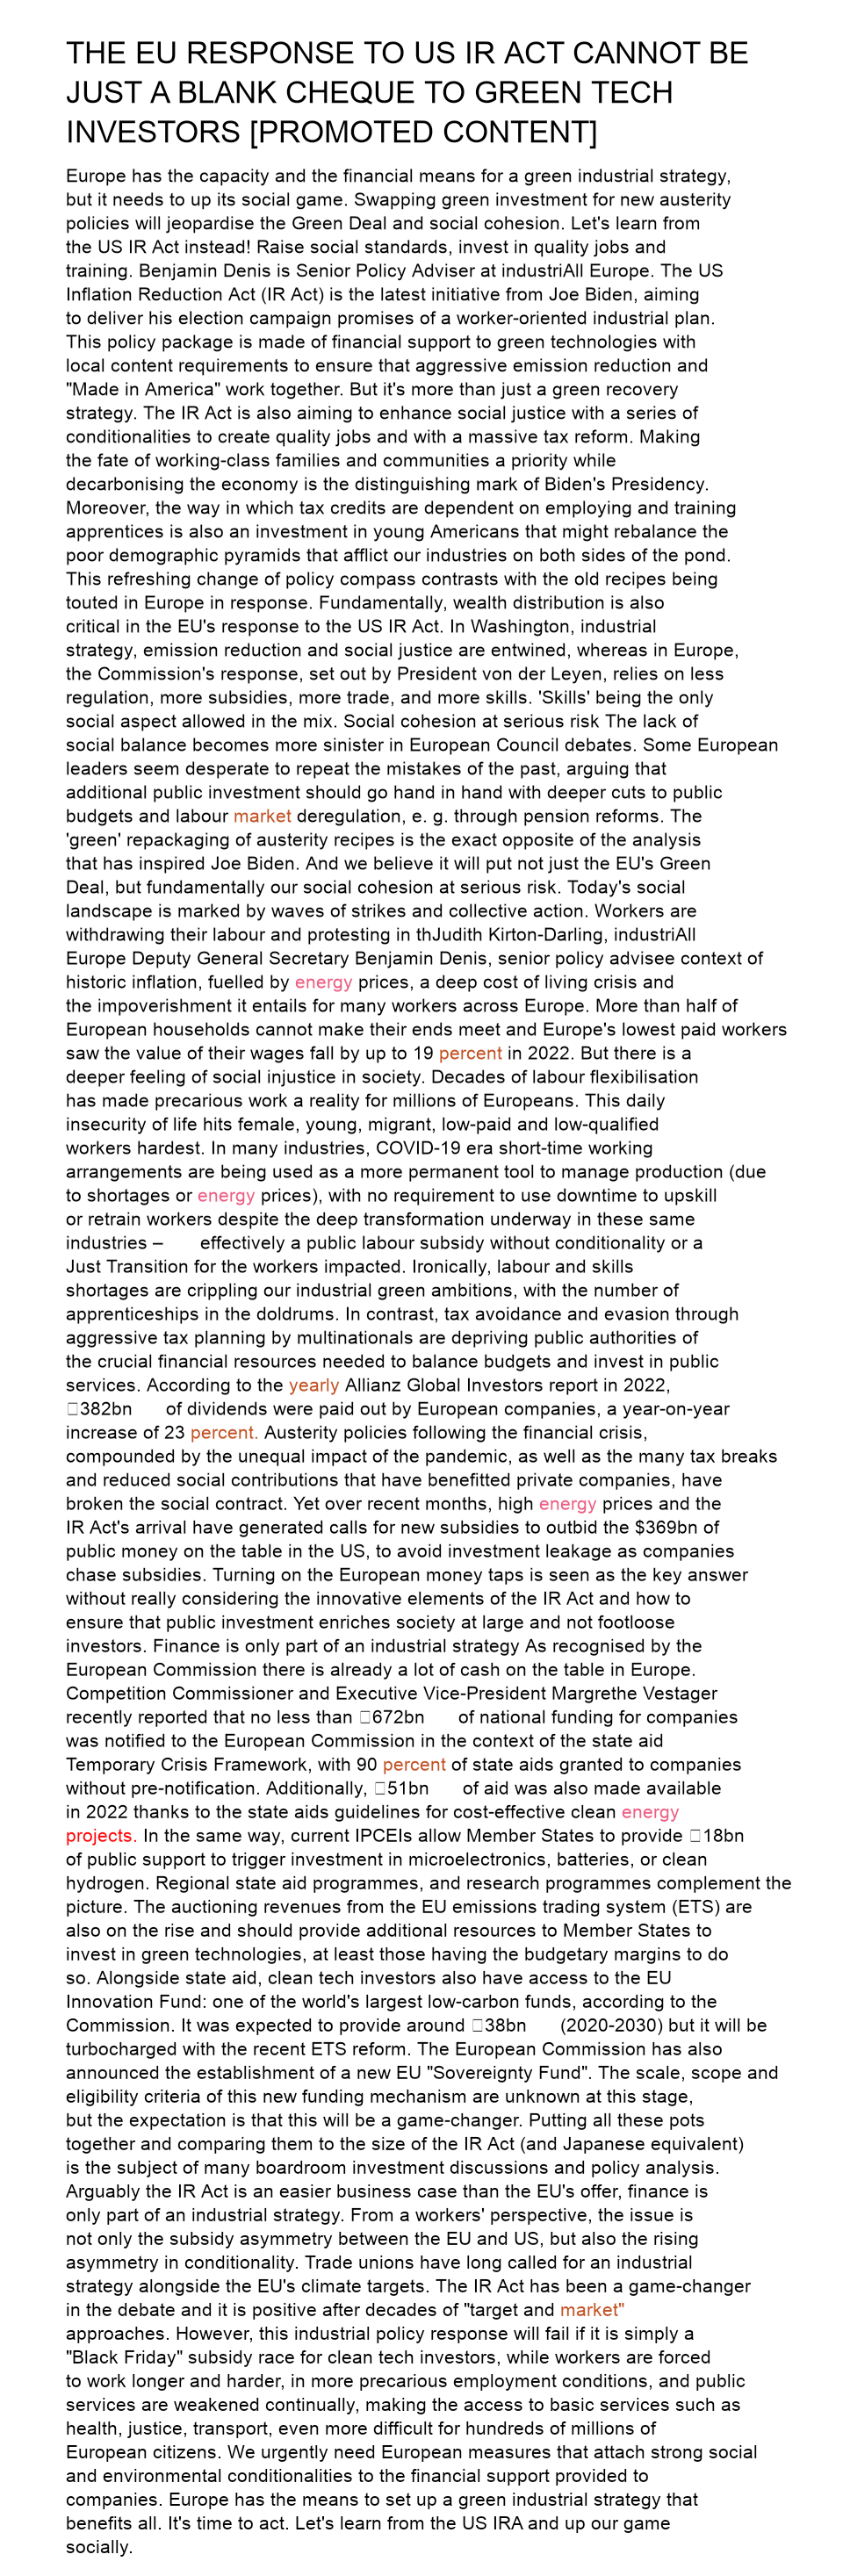 THE EU RESPONSE TO US IR ACT CANNOT BE
JUST A BLANK CHEQUE TO GREEN TECH
INVESTORS [PROMOTED CONTENT]
Europe has the capacity and the financial means for a green industrial strategy,
but it needs to up its social game. Swapping green investment for new austerity
policies will jeopardise the Green Deal and social cohesion. Let's learn from
the US IR Act instead! Raise social standards, invest in quality jobs and
training. Benjamin Denis is Senior Policy Adviser at industriAll Europe. The US
Inflation Reduction Act (IR Act) is the latest initiative from Joe Biden, aiming
to deliver his election campaign promises of a worker-oriented industrial plan.
This policy package is made of financial support to green technologies with
local content requirements to ensure that aggressive emission reduction and
"Made in America" work together. But it's more than just a green recovery
strategy. The IR Act is also aiming to enhance social justice with a series of
conditionalities to create quality jobs and with a massive tax reform. Making
the fate of working-class families and communities a priority while
decarbonising the economy is the distinguishing mark of Biden's Presidency.
Moreover, the way in which tax credits are dependent on employing and training
apprentices is also an investment in young Americans that might rebalance the
poor demographic pyramids that afflict our industries on both sides of the pond.
This refreshing change of policy compass contrasts with the old recipes being
touted in Europe in response. Fundamentally, wealth distribution is also
critical in the EU's response to the US IR Act. In Washington, industrial
strategy, emission reduction and social justice are entwined, whereas in Europe,
the Commission's response, set out by President von der Leyen, relies on less
regulation, more subsidies, more trade, and more skills. 'Skills' being the only
social aspect allowed in the mix. Social cohesion at serious risk The lack of
social balance becomes more sinister in European Council debates. Some European
leaders seem desperate to repeat the mistakes of the past, arguing that
additional public investment should go hand in hand with deeper cuts to public
budgets and labour market deregulation, e. g. through pension reforms. The
'green' repackaging of austerity recipes is the exact opposite of the analysis
that has inspired Joe Biden. And we believe it will put not just the EU's Green
Deal, but fundamentally our social cohesion at serious risk. Today's social
landscape is marked by waves of strikes and collective action. Workers are
withdrawing their labour and protesting in thJudith Kirton-Darling, industriAll
Europe Deputy General Secretary Benjamin Denis, senior policy advisee context of
historic inflation, fuelled by energy prices, a deep cost of living crisis and
the impoverishment it entails for many workers across Europe. More than half of
European households cannot make their ends meet and Europe's lowest paid workers
saw the value of their wages fall by up to 19 percent in 2022. But there is a
deeper feeling of social injustice in society. Decades of labour flexibilisation
has made precarious work a reality for millions of Europeans. This daily
insecurity of life hits female, young, migrant, low-paid and low-qualified
workers hardest. In many industries, COVID-19 era short-time working
arrangements are being used as a more permanent tool to manage production (due
to shortages or energy prices), with no requirement to use downtime to upskill
or retrain workers despite the deep transformation underway in these same
industries – effectively a public labour subsidy without conditionality or a
Just Transition for the workers impacted. Ironically, labour and skills
shortages are crippling our industrial green ambitions, with the number of
apprenticeships in the doldrums. In contrast, tax avoidance and evasion through
aggressive tax planning by multinationals are depriving public authorities of
the crucial financial resources needed to balance budgets and invest in public
services. According to the yearly Allianz Global Investors report in 2022,
382bn of dividends were paid out by European companies, a year-on-year
increase of 23 percent. Austerity policies following the financial crisis,
compounded by the unequal impact of the pandemic, as well as the many tax breaks
and reduced social contributions that have benefitted private companies, have
broken the social contract. Yet over recent months, high energy prices and the
IR Act's arrival have generated calls for new subsidies to outbid the $369bn of
public money on the table in the US, to avoid investment leakage as companies
chase subsidies. Turning on the European money taps is seen as the key answer
without really considering the innovative elements of the IR Act and how to
ensure that public investment enriches society at large and not footloose
investors. Finance is only part of an industrial strategy As recognised by the
European Commission there is already a lot of cash on the table in Europe.
Competition Commissioner and Executive Vice-President Margrethe Vestager
recently reported that no less than 672bn of national funding for companies
was notified to the European Commission in the context of the state aid
Temporary Crisis Framework, with 90 percent of state aids granted to companies
without pre-notification. Additionally, 51bn of aid was also made available
in 2022 thanks to the state aids guidelines for cost-effective clean energy
projects. In the same way, current IPCEIs allow Member States to provide 18bn
of public support to trigger investment in microelectronics, batteries, or clean
hydrogen. Regional state aid programmes, and research programmes complement the
picture. The auctioning revenues from the EU emissions trading system (ETS) are
also on the rise and should provide additional resources to Member States to
invest in green technologies, at least those having the budgetary margins to do
so. Alongside state aid, clean tech investors also have access to the EU
Innovation Fund: one of the world's largest low-carbon funds, according to the
Commission. It was expected to provide around 38bn (2020-2030) but it will be
turbocharged with the recent ETS reform. The European Commission has also
announced the establishment of a new EU "Sovereignty Fund". The scale, scope and
eligibility criteria of this new funding mechanism are unknown at this stage,
but the expectation is that this will be a game-changer. Putting all these pots
together and comparing them to the size of the IR Act (and Japanese equivalent)
is the subject of many boardroom investment discussions and policy analysis.
Arguably the IR Act is an easier business case than the EU's offer, finance is
only part of an industrial strategy. From a workers' perspective, the issue is
not only the subsidy asymmetry between the EU and US, but also the rising
asymmetry in conditionality. Trade unions have long called for an industrial
strategy alongside the EU's climate targets. The IR Act has been a game-changer
in the debate and it is positive after decades of "target and market"
approaches. However, this industrial policy response will fail if it is simply a
"Black Friday" subsidy race for clean tech investors, while workers are forced
to work longer and harder, in more precarious employment conditions, and public
services are weakened continually, making the access to basic services such as
health, justice, transport, even more difficult for hundreds of millions of
European citizens. We urgently need European measures that attach strong social
and environmental conditionalities to the financial support provided to
companies. Europe has the means to set up a green industrial strategy that
benefits all. It's time to act. Let's learn from the US IRA and up our game
socially.